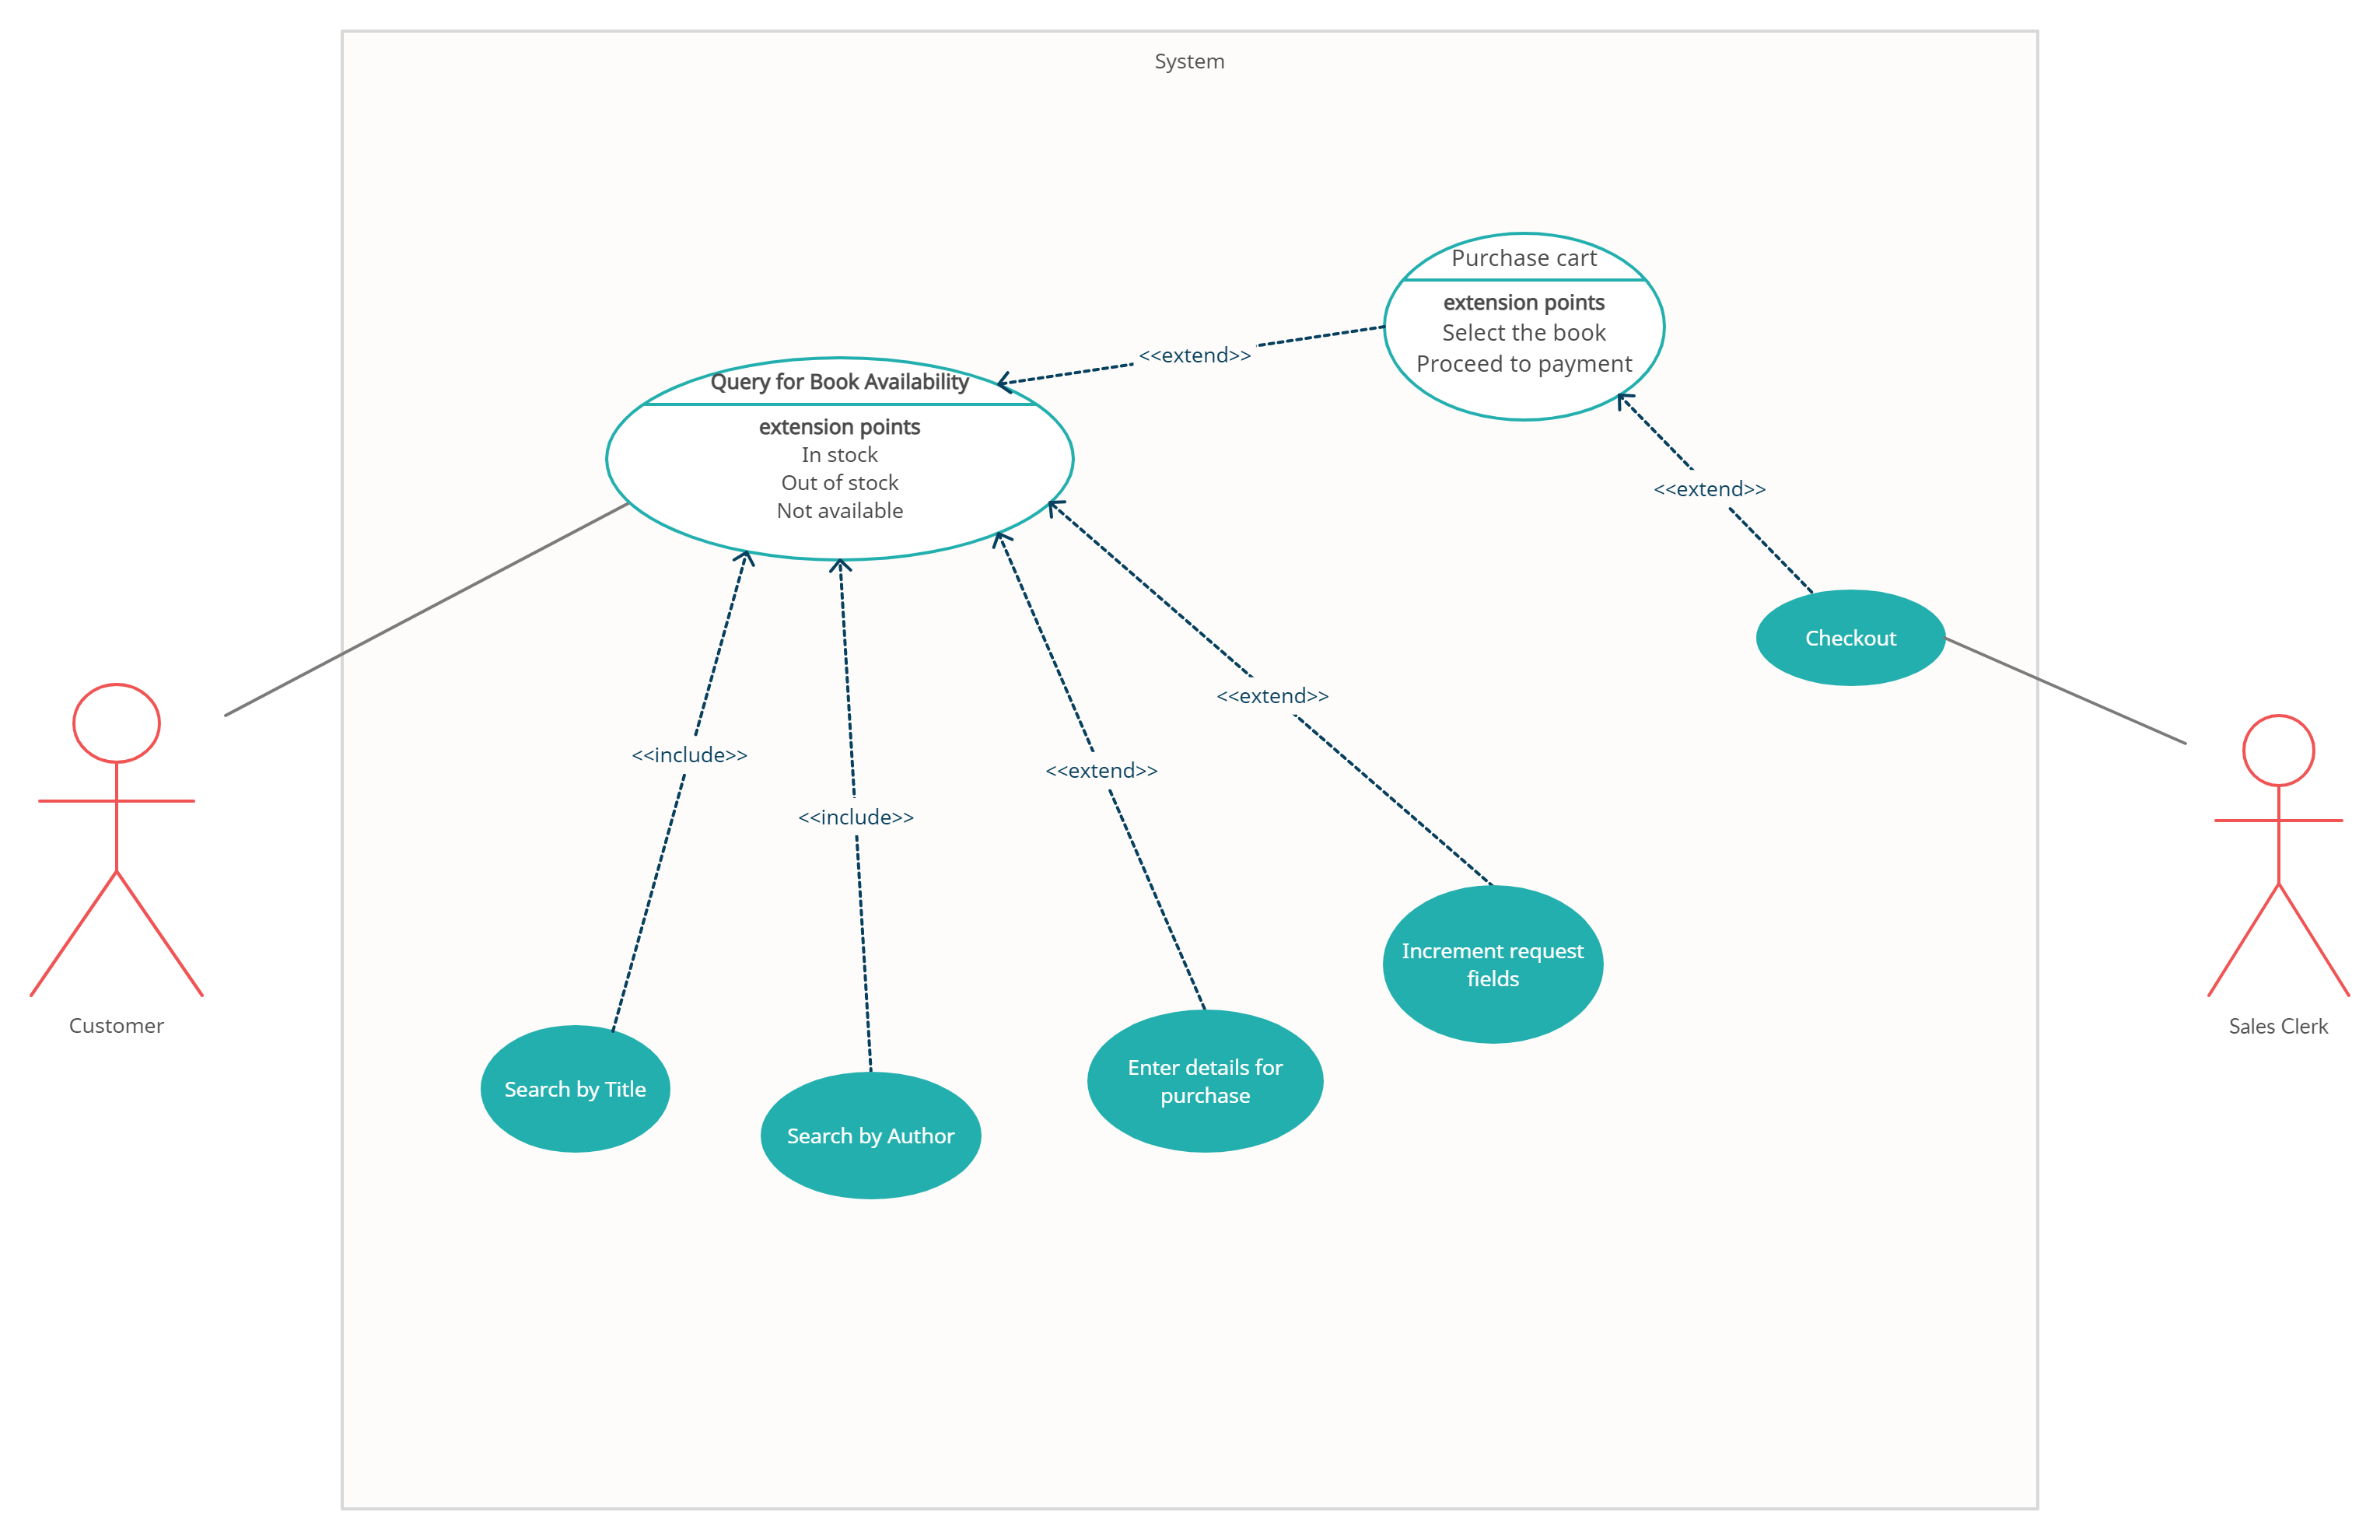 System
Purchase cart
extension points
Select the book
Proceed to payment
<<extend>>
Query for Book Availability
extension points
In stock
Out of stock
Not available
<<extend>>
Checkout
<<extend>>
<<include>>
<<extend>>
<<include>>
Increment request
fields
Customer
Sales Clerk
Search by Title
Search by Author
Enter details for
purchase